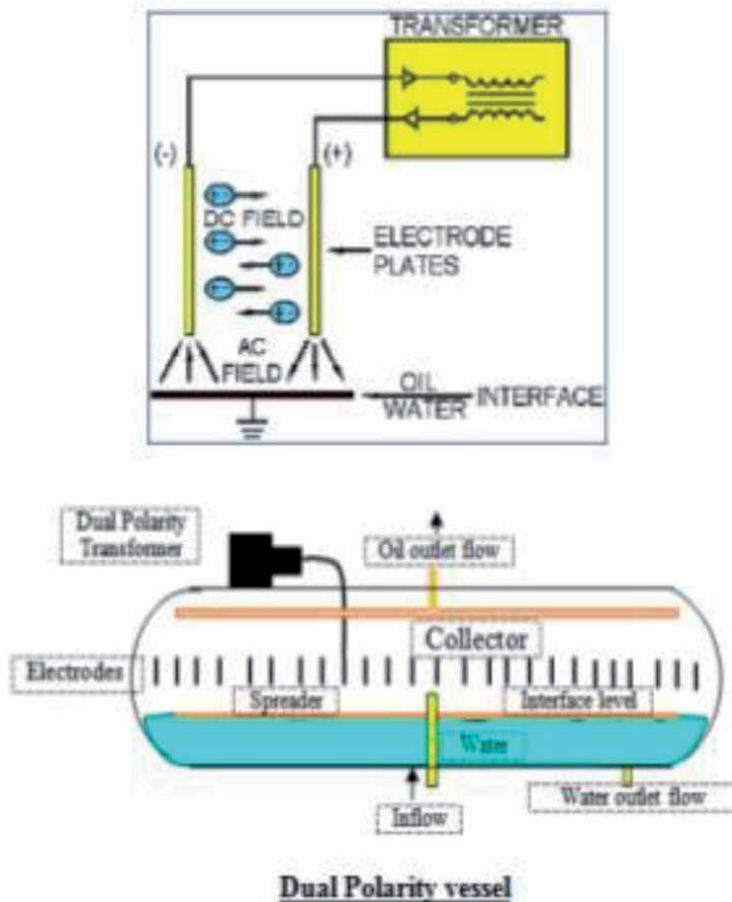 TRANSFORMER
(-)
(+)
DC FIELD
ELECTRODE
PLATES
AC
FIELD
OIL
WATER
INTERFACE
Dual Polarity
Transformer
Oil outlet flow
Collector
Electrodes
Spreader
Interface level
Water
Water outlet flow
Inflow
Dual Polarity vessel